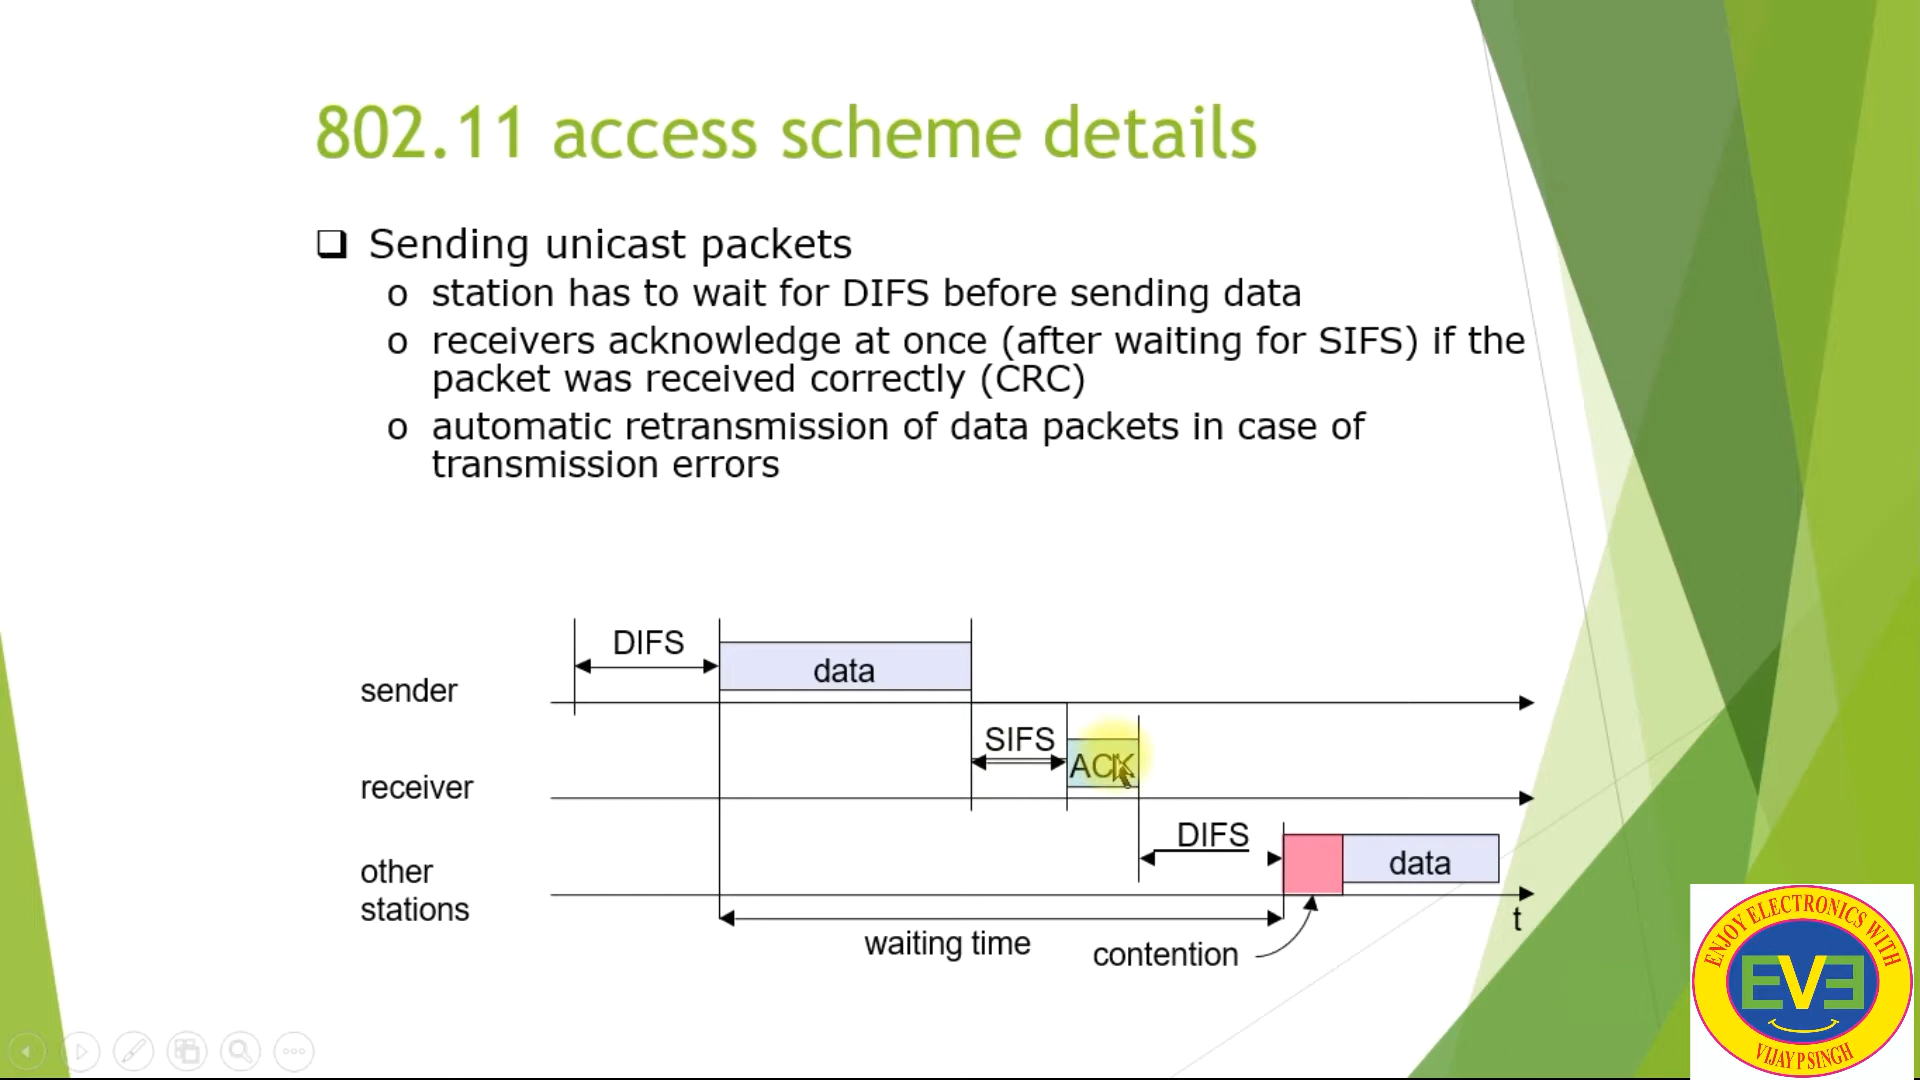 802.11 access scheme details
❑ Sending unicast packets
o station has to wait for DIFS before sending data
o receivers acknowledge at once (after waiting for SIFS) if the
packet was received correctly (CRC)
o automatic retransmission of data packets in case of
transmission errors
DIFS
data
sender
SIFS
ACK
receiver
DIFS
data
other
stations
t
waiting time
contention
ENJOY ELECTRONICS WITH
EVE
VIJAY P SINGH